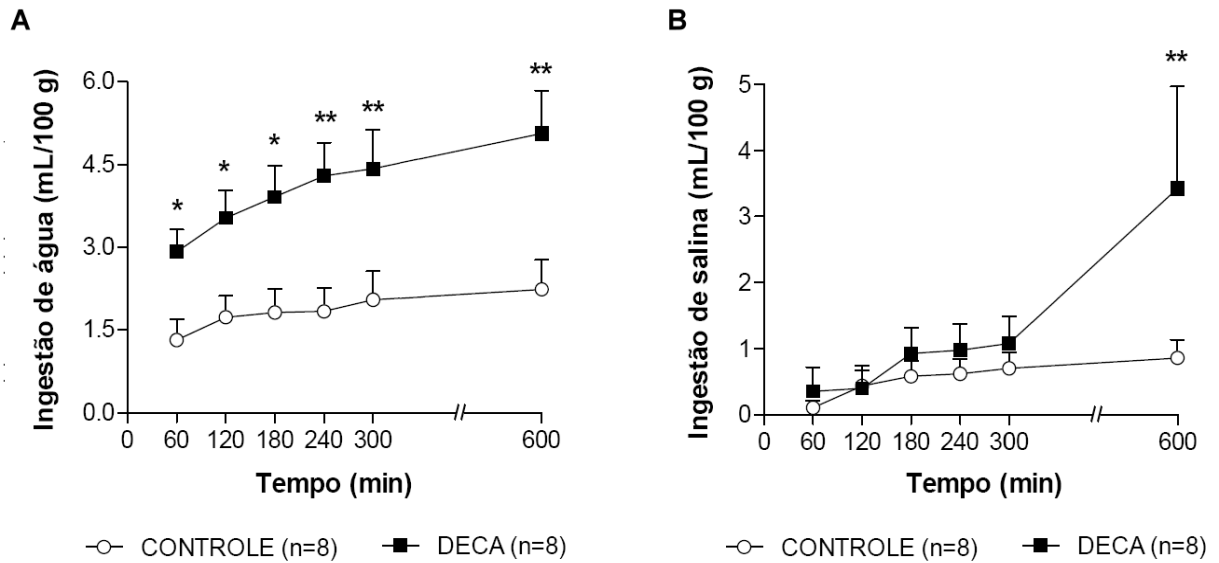 A
Ingestão de água (mL/100 g)
6.0
4.5
3.0
1.5
0.0
* * * ** ** **
0 60 120 180 240 300 600
Tempo (min)
CONTROLE (n=8) DECA (n=8)
B
Ingestão de salina (mL/100 g)
5
4
3
2
1
0
**
0 60 120 180 240 300 600
Tempo (min)
CONTROLE (n=8) DECA (n=8)